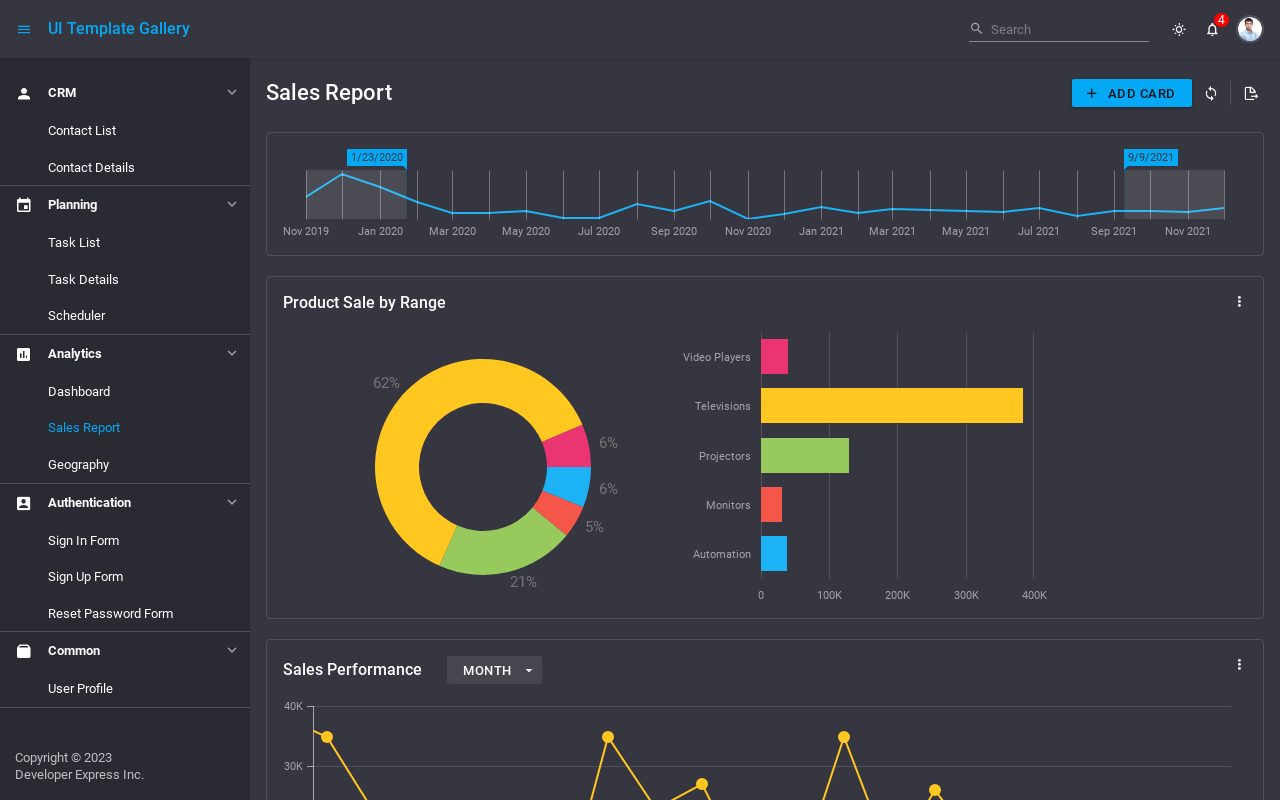 UI Template Gallery
Search
4
CRM
Contact List
Contact Details
Planning
Task List
Task Details
Scheduler
Analytics
Dashboard
Sales Report
Geography
Authentication
Sign In Form
Sign Up Form
Reset Password Form
Common
User Profile
Copyright © 2023
Developer Express Inc.
Sales Report
ADD CARD
1/23/2020 9/9/2021
Nov 2019 Jan 2020 Mar 2020 May 2020 Jul 2020 Sep 2020 Nov 2020 Jan 2021 Mar 2021 May 2021 Jul 2021 Sep 2021 Nov 2021
Product Sale by Range
62%
6%
6%
5%
21%
Video Players
Televisions
Projectors
Monitors
Automation
0 100K 200K 300K 400K
Sales Performance MONTH
40K
30K